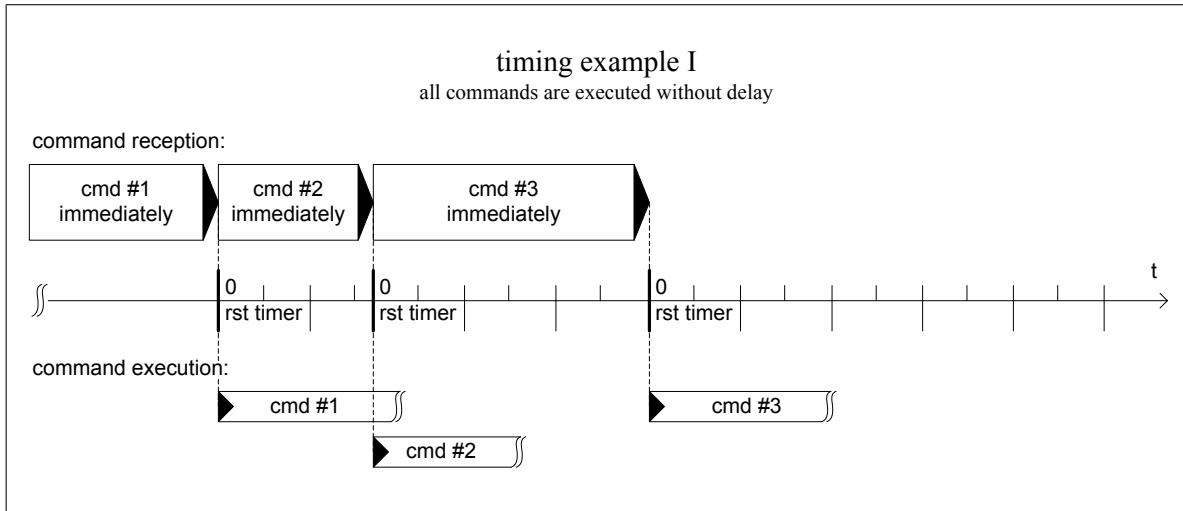 timing example I
all commands are executed without delay
command reception:
cmd #1
immediately
cmd #2
immediately
cmd #3
immediately
t
0
0
0
rst timer
rst timer
rst timer
command execution:
cmd #1
cmd #3
cmd #2